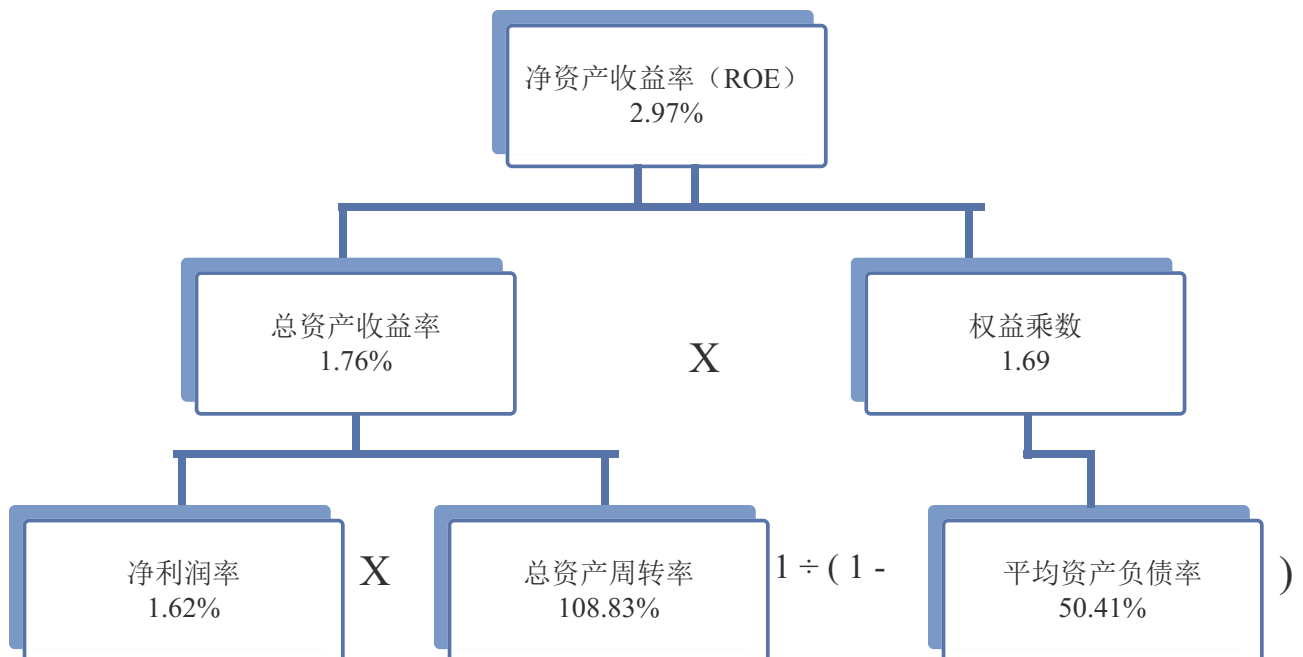 净资产收益率（ROE）
2.97%
总资产收益率
1.76%
X
权益乘数
1.69
净利润率
1.62%
X
总资产周转率
108.83%
1 ÷ ( 1 -
平均资产负债率
50.41%
)